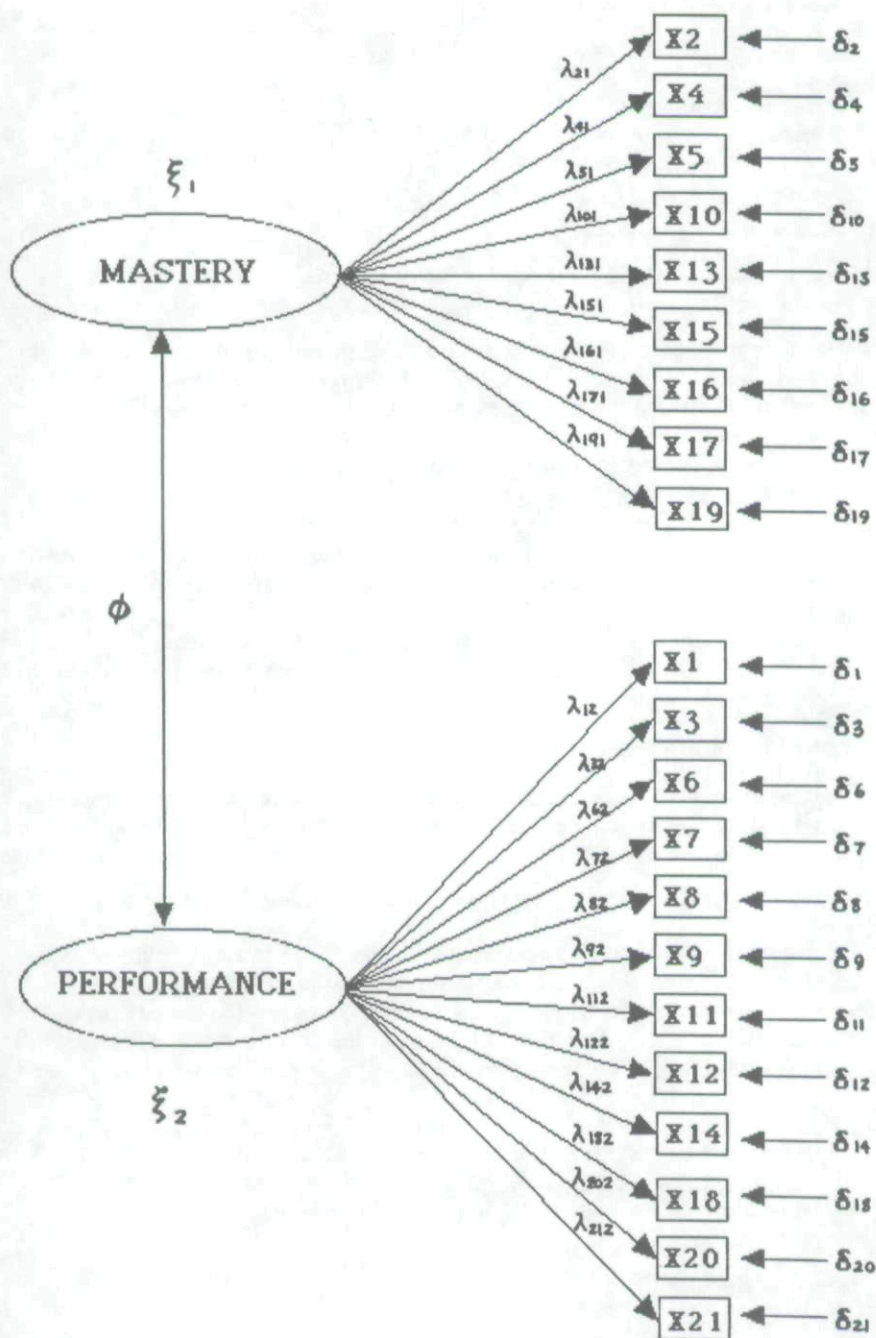 X2 δ₂
λ₂₁
X4 δ₄
λ₄₁
X5 δ₅
λ₅₁
ξ₁
X10 δ₁₀
λ₁₀₁
MASTERY
λ₁₃₁ X13 δ₁₃
λ₁₅₁
X15 δ₁₅
λ₁₆₁
X16 δ₁₆
λ₁₇₁
λ₁₉₁ X17 δ₁₇
X19 δ₁₉
ϕ
X1 δ₁
λ₁₂
X3 δ₃
λ₃₂
X6 δ₆
λ₆₂
X7 δ₇
λ₇₂
X8 δ₈
λ₈₂
λ₉₂ X9 δ₉
PERFORMANCE
λ₁₁₂ X11 δ₁₁
λ₁₂₂
X12 δ₁₂
λ₁₄₂
ξ₂
X14 δ₁₄
λ₁₈₂
X18 δ₁₈
λ₂₀₂
λ₂₁₂
X20 δ₂₀
X21 δ₂₁